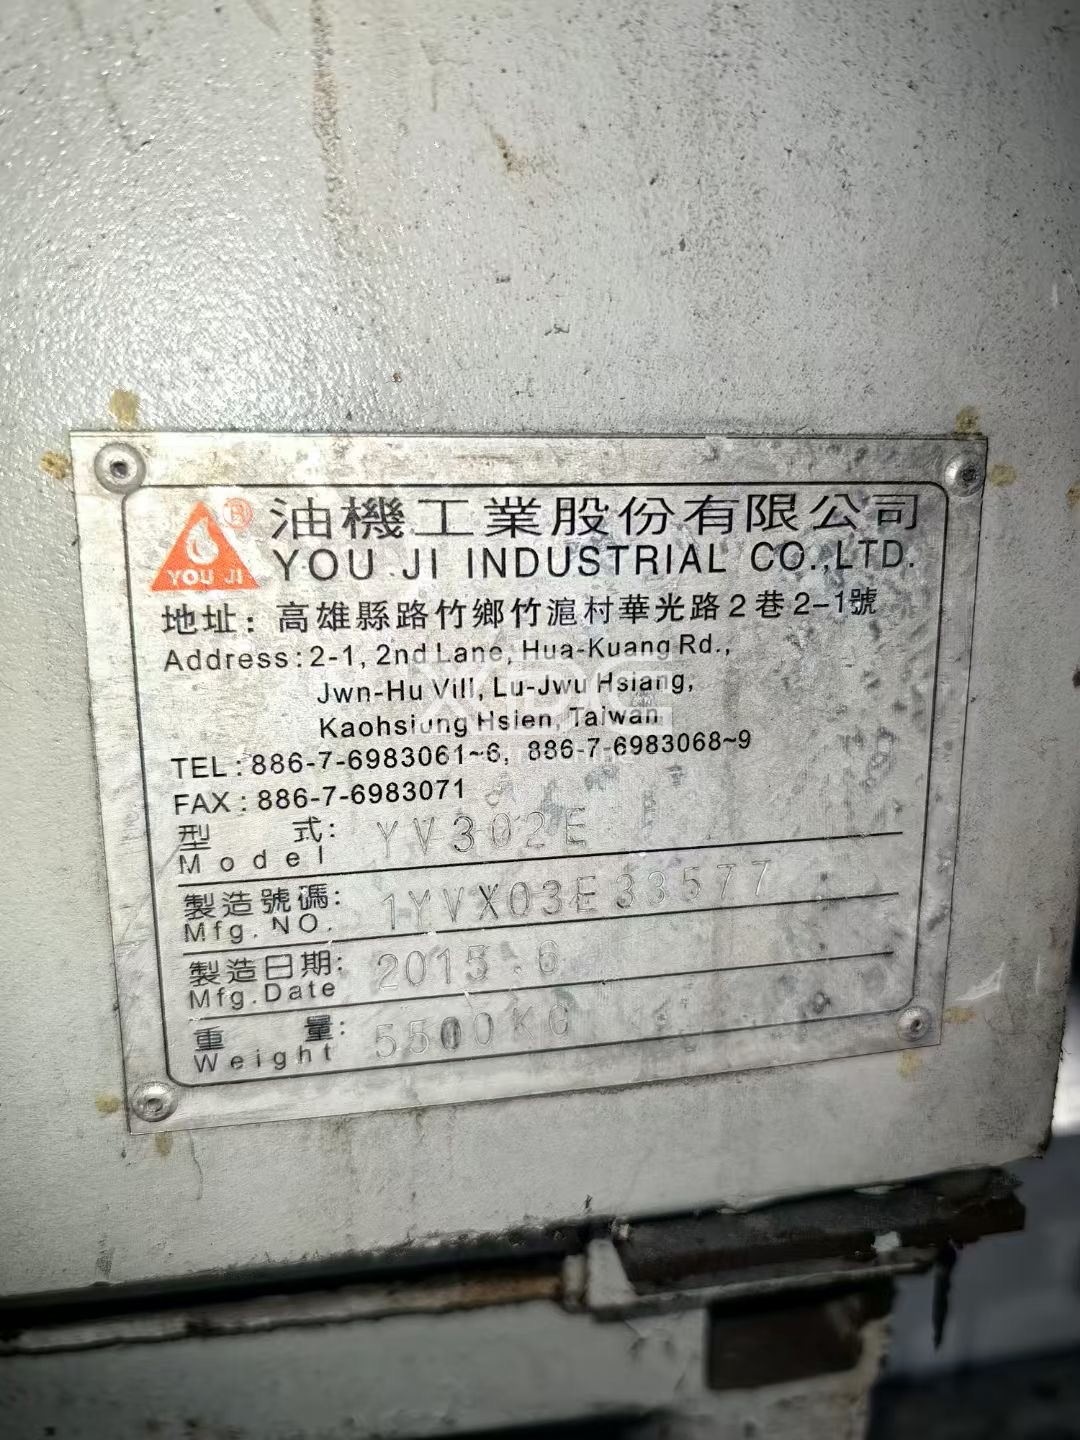 油機工業股份有限公司
YOU JI ®
YOU JI INDUSTRIAL CO.,LTD.
地址：高雄縣路竹鄉竹滬村華光路2巷2-1號
Address:2-1, 2nd Lane, Hua-Kuang Rd.,
Jwn-Hu Vill, Lu-Jwu Hsiang,
Kaohsiung Hsien, Taiwan
TEL:886-7-6983061~6, 886-7-6983068~9
FAX:886-7-6983071
型 式: YV302E
Model
製造號碼: 1YVX03E33577
Mfg.NO.
製造日期: 2015.6
Mfg.Date
重 量: 5500KG
Weight